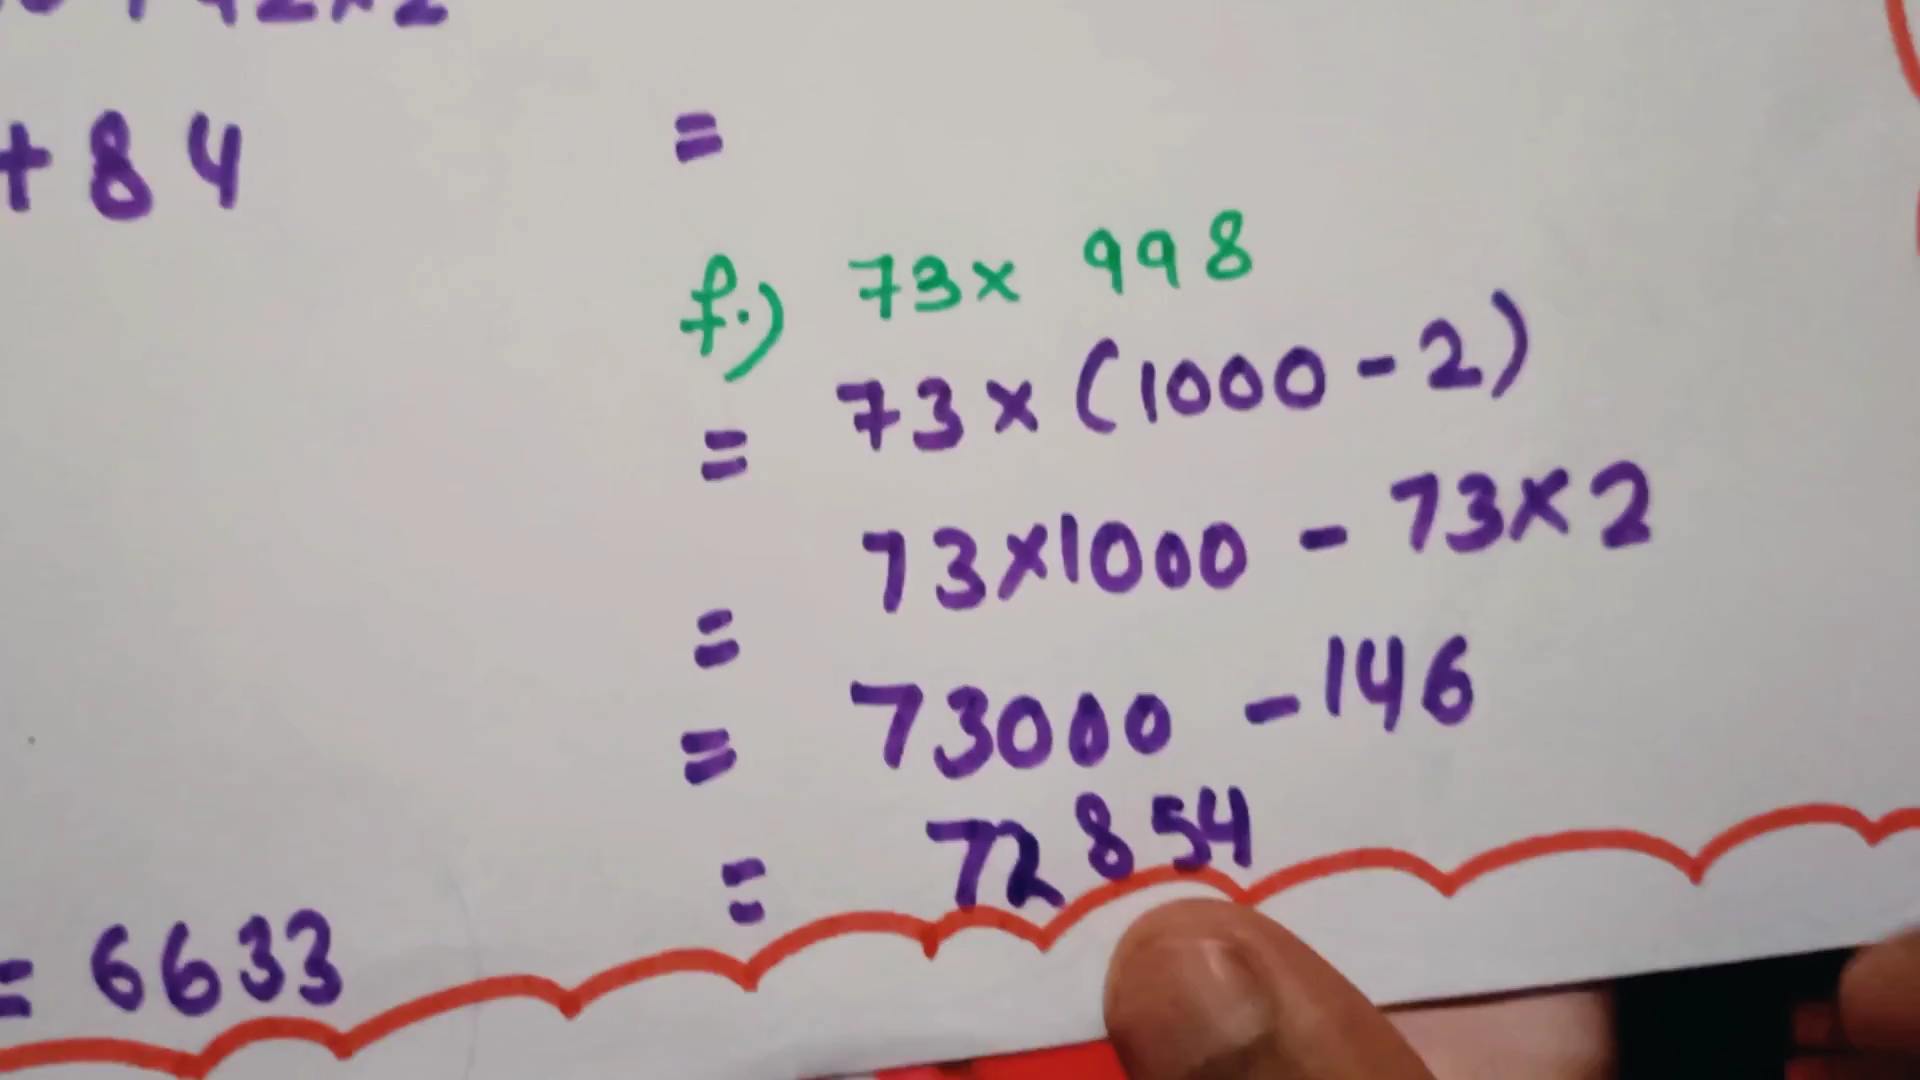 + 84
= 6633
=
f.) 73 × 998
= 73 × (1000 - 2)
= 73×1000 - 73×2
= 73000 - 146
= 72854